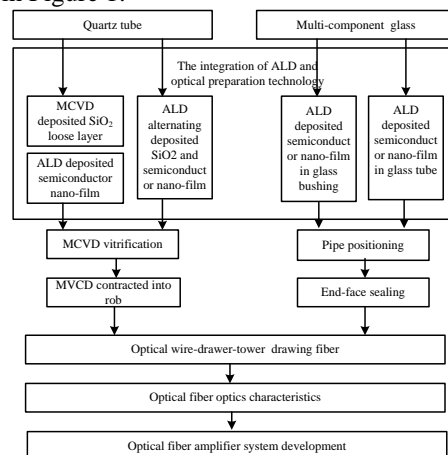 in Figure 1.
Quartz tube
Multi-component glass
The integration of ALD and
optical preparation technology
MCVD
deposited SiO₂
loose layer
ALD deposited
semiconductor
nano-film
ALD
alternating
deposited
SiO2 and
semiconduct
or nano-film
ALD
deposited
semiconduct
or nano-film
in glass
bushing
ALD
deposited
semiconduct
or nano-film
in glass tube
MCVD vitrification
Pipe positioning
MVCD contracted into
rob
End-face sealing
Optical wire-drawer-tower drawing fiber
Optical fiber optics characteristics
Optical fiber amplifier system development